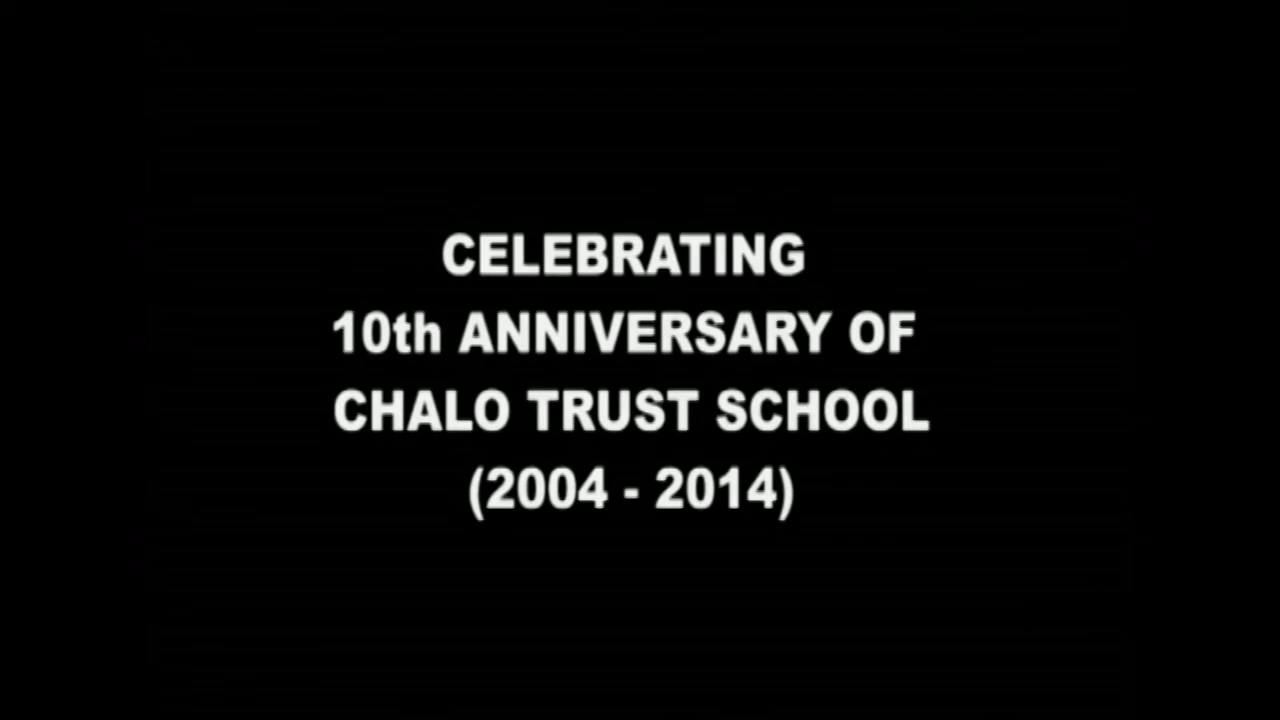 CELEBRATING
10th ANNIVERSARY OF
CHALO TRUST SCHOOL
(2004 - 2014)